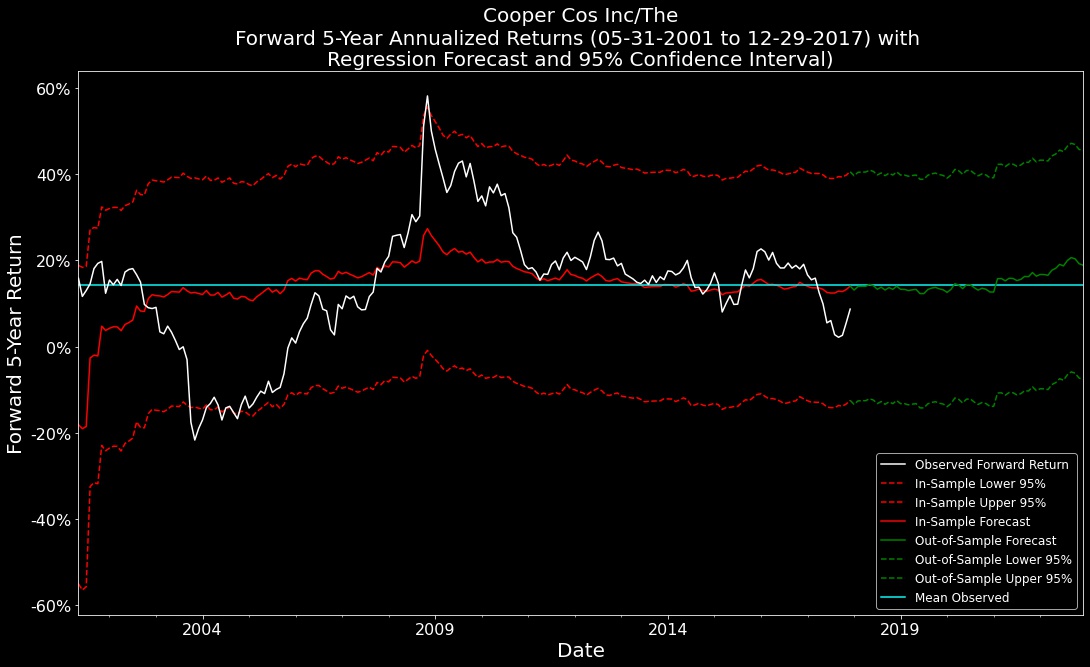 Cooper Cos Inc/The
Forward 5-Year Annualized Returns (05-31-2001 to 12-29-2017) with
Regression Forecast and 95% Confidence Interval)
60%
40%
20%
0%
-20%
-40%
-60%
Forward 5-Year Return
2004
2009
2014
2019
Date
Observed Forward Return
In-Sample Lower 95%
In-Sample Upper 95%
In-Sample Forecast
Out-of-Sample Forecast
Out-of-Sample Lower 95%
Out-of-Sample Upper 95%
Mean Observed